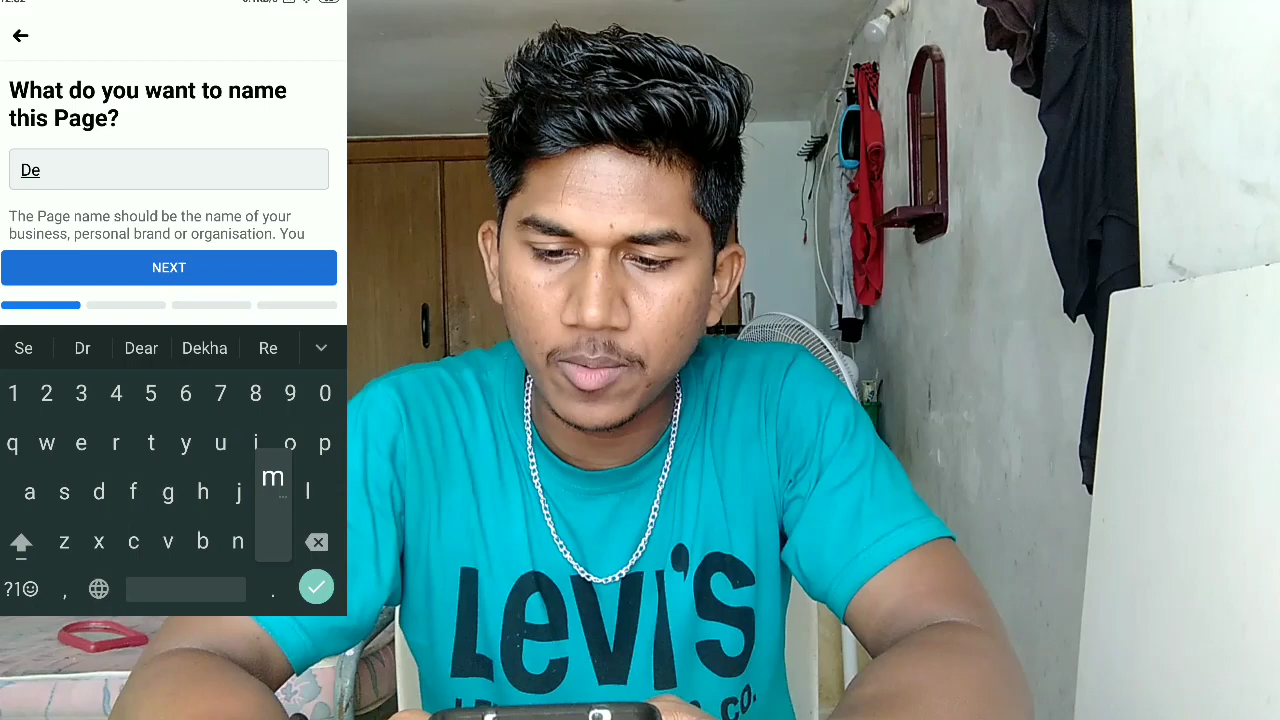 What do you want to name
this Page?
De
The Page name should be the name of your
business, personal brand or organisation. You
NEXT
Se Dr Dear Dekha Re
1 2 3 4 5 6 7 8 9 0
q w e r t y u i o p
a s d f g h j m l
z x c v b n
?1☺ , .
LEVI'S
CO.